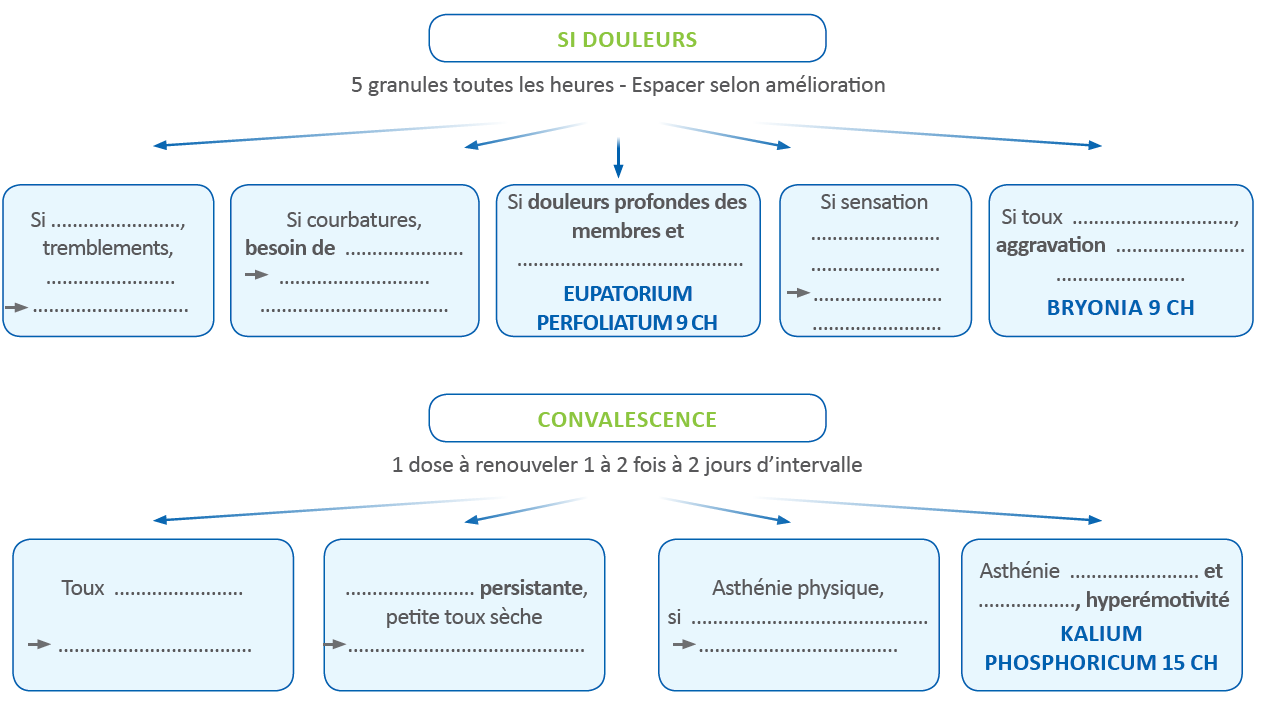 SI DOULEURS
5 granules toutes les heures - Espacer selon amélioration
Si ........................,
tremblements,
........................
.............................
Si courbatures,
besoin de ......................
............................
...................................
Si douleurs profondes des
membres et
..........................................
EUPATORIUM
PERFOLIATUM 9 CH
Si sensation
........................
........................
........................
........................
Si toux ..............................,
aggravation ........................
........................
BRYONIA 9 CH
CONVALESCENCE
1 dose à renouveler 1 à 2 fois à 2 jours d’intervalle
Toux ........................
....................................
........................ persistante,
petite toux sèche
............................................
Asthénie physique,
si ............................................
.....................................
Asthénie ........................ et
.................., hyperémotivité
KALIUM
PHOSPHORICUM 15 CH